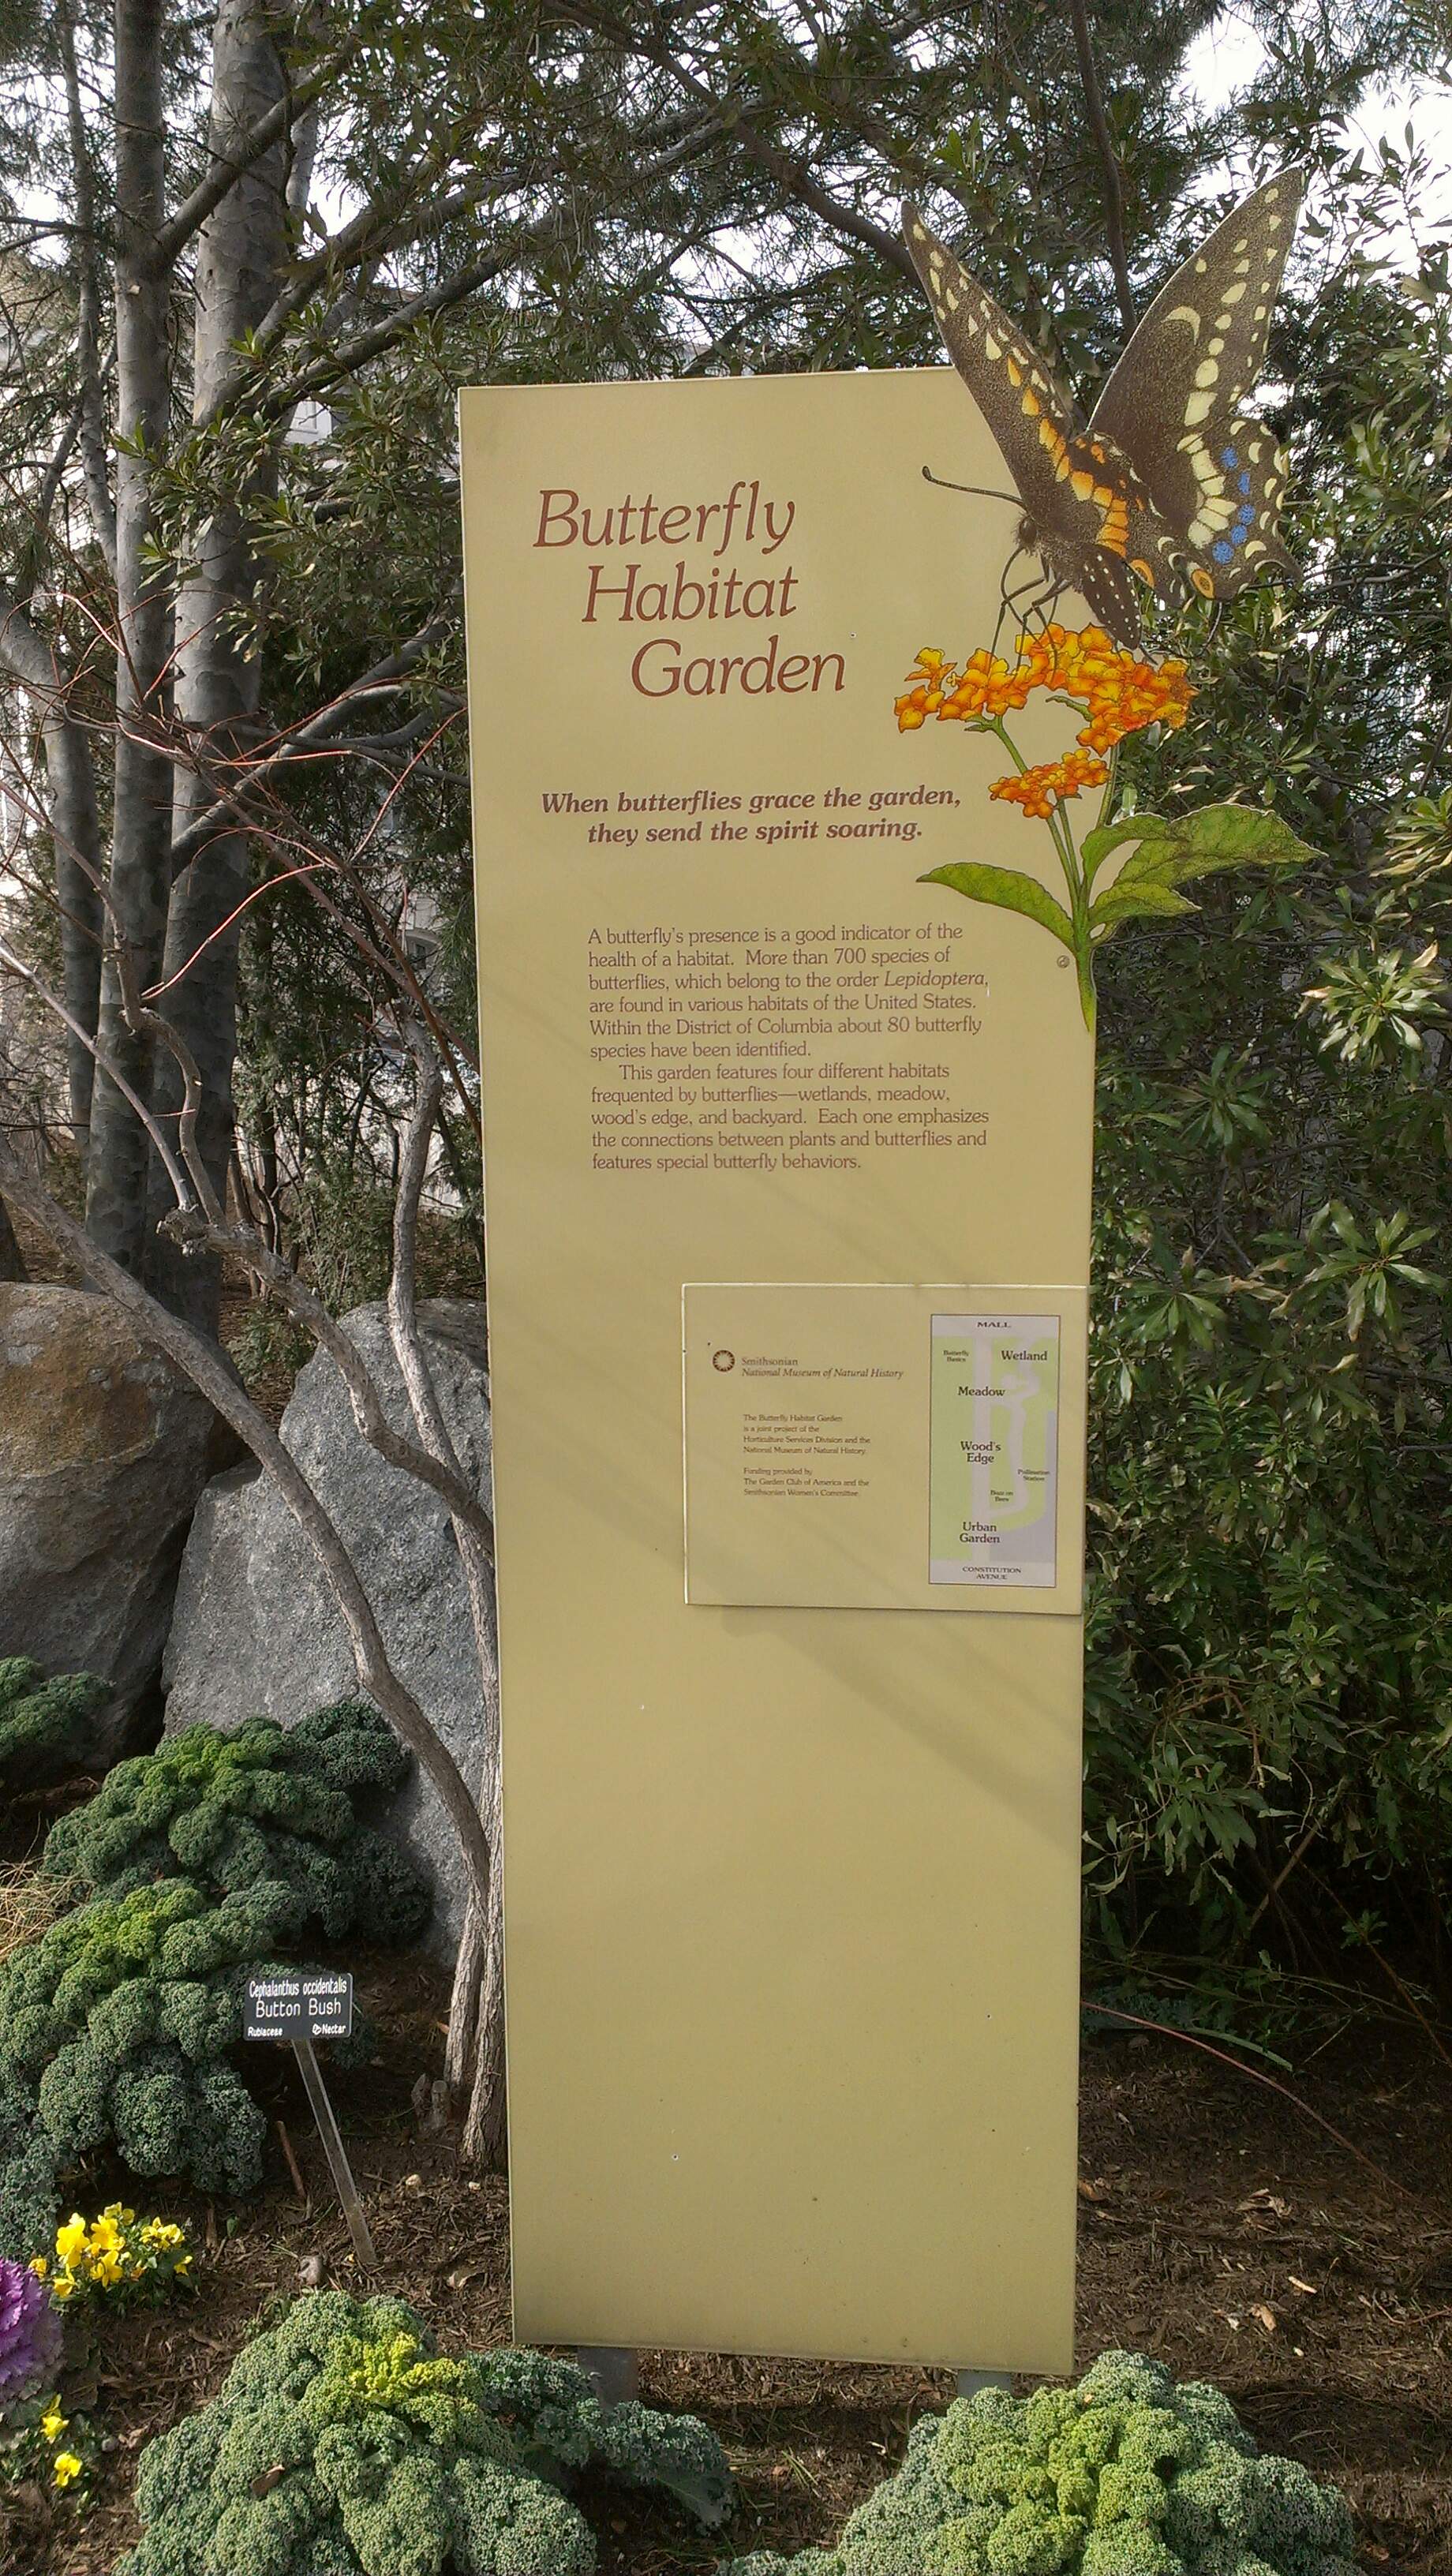 Butterfly
Habitat
Garden
When butterflies grace the garden,
they send the spirit soaring.
A butterfly's presence is a good indicator of the
health of a habitat. More than 700 species of
butterflies, which belong to the order Lepidoptera,
are found in various habitats of the United States.
Within the District of Columbia about 80 butterfly
species have been identified.
This garden features four different habitats
frequented by butterflies—wetlands, meadow,
wood's edge, and backyard. Each one emphasizes
the connections between plants and butterflies and
features special butterfly behaviors.
Smithsonian
National Museum of Natural History
The Butterfly Habitat Garden
is a joint project of the
Horticulture Services Division and the
National Museum of Natural History.
Funding provided by
The Garden Club of America and the
Smithsonian Women's Committee.
MALL
Butterfly
Basics
Wetland
Meadow
Wood's
Edge
Pollination
Station
Buzz on
Bees
Urban
Garden
CONSTITUTION
AVENUE
Cephalanthus occidentalis
Button Bush
Rubiaceae Nectar